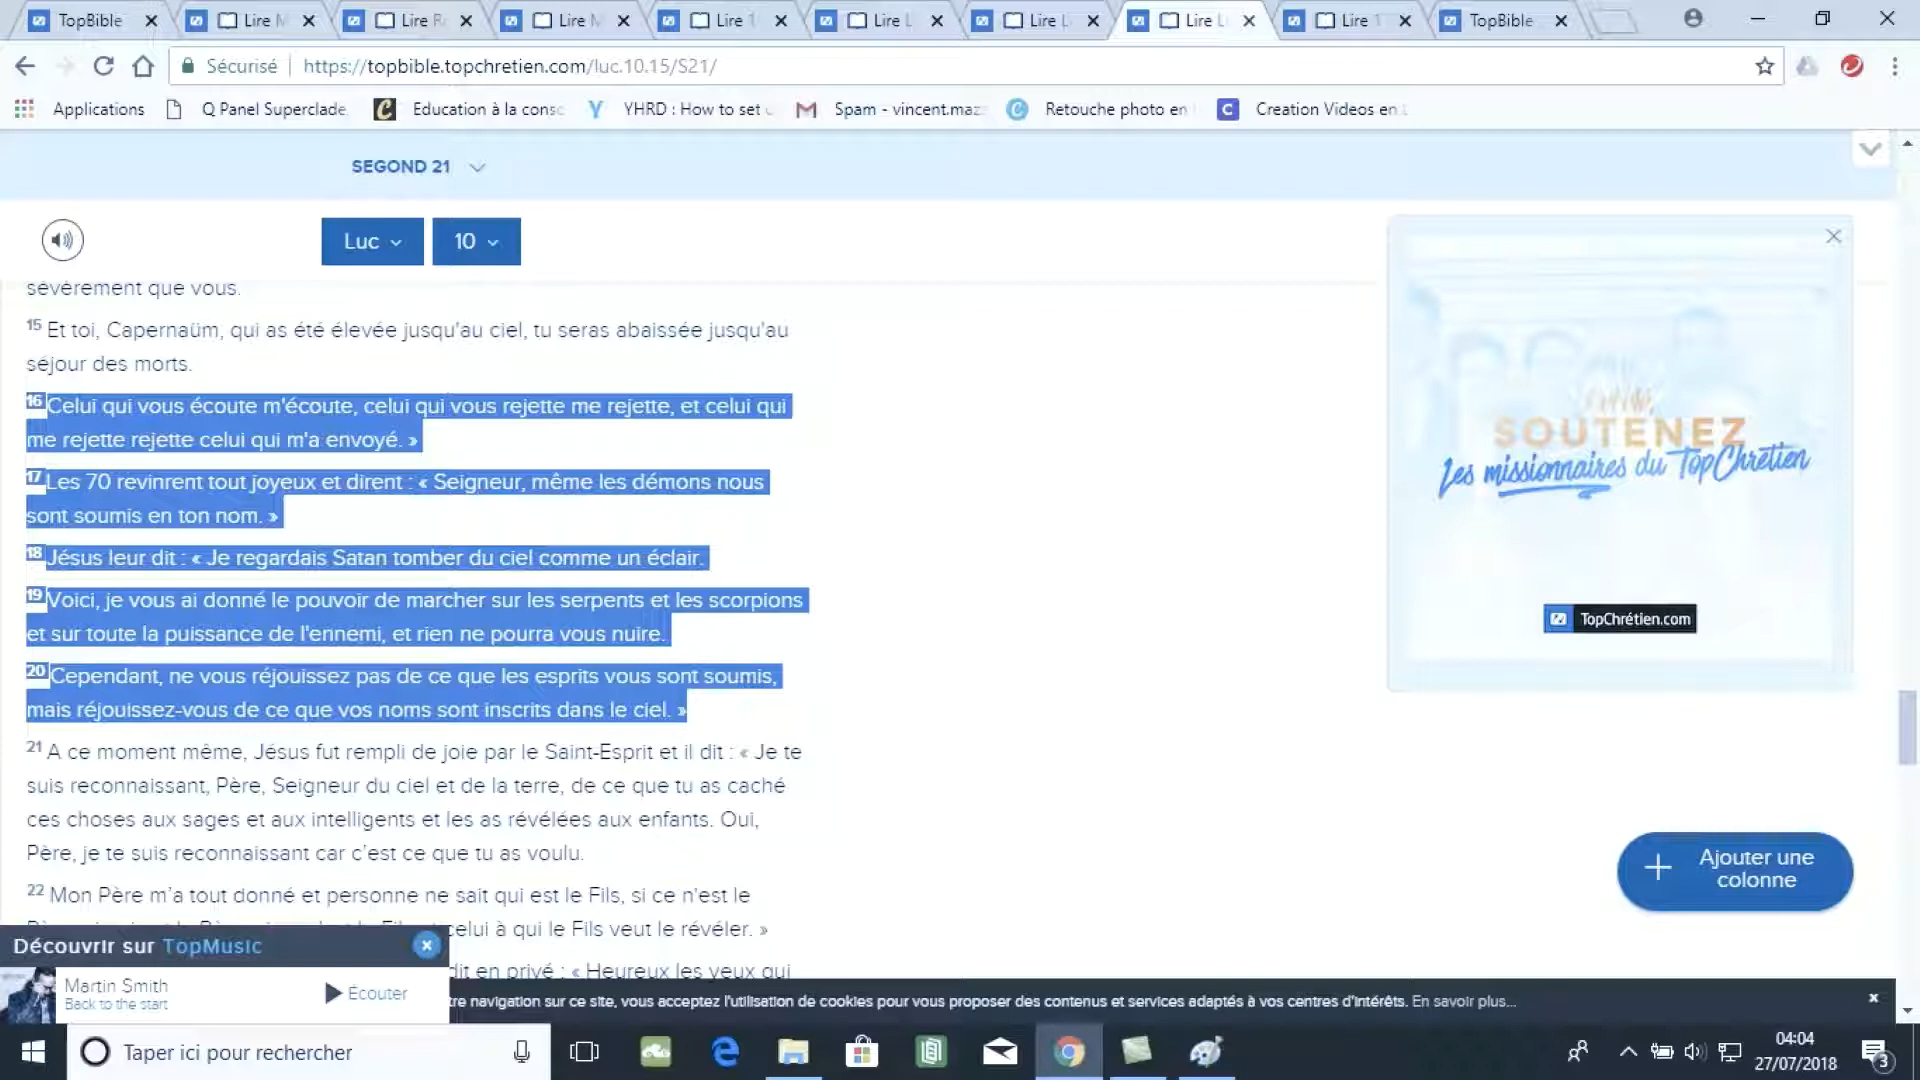 TopBible
Lire
Lire
Lire
Lire 1
Lire
Lire
Lire
Lire 1
TopBible
Sécurisé
https://topbible.topchretien.com/luc.10.15/S21/
Applications
Q Panel Superclade
Education à la consc
YHRD : How to set
Spam - vincent.maz
Retouche photo en
Creation Videos en
SEGOND 21
Luc
10
sévèrement que vous.
15 Et toi, Capernaüm, qui as été élevée jusqu'au ciel, tu seras abaissée jusqu'au
séjour des morts.
16 Celui qui vous écoute m'écoute, celui qui vous rejette me rejette, et celui qui
me rejette rejette celui qui m'a envoyé. »
17 Les 70 revinrent tout joyeux et dirent : « Seigneur, même les démons nous
sont soumis en ton nom. »
18 Jésus leur dit : « Je regardais Satan tomber du ciel comme un éclair.
19 Voici, je vous ai donné le pouvoir de marcher sur les serpents et les scorpions
et sur toute la puissance de l'ennemi, et rien ne pourra vous nuire.
20 Cependant, ne vous réjouissez pas de ce que les esprits vous sont soumis,
mais réjouissez-vous de ce que vos noms sont inscrits dans le ciel. »
21 A ce moment même, Jésus fut rempli de joie par le Saint-Esprit et il dit : « Je te
suis reconnaissant, Père, Seigneur du ciel et de la terre, de ce que tu as caché
ces choses aux sages et aux intelligents et les as révélées aux enfants. Oui,
Père, je te suis reconnaissant car c'est ce que tu as voulu.
22 Mon Père m'a tout donné et personne ne sait qui est le Fils, si ce n'est le
celui à qui le Fils veut le révéler. »
dit en privé : « Heureux les yeux qui
SOUTENEZ
Les missionnaires du TopChrétien
TopChrétien.com
Ajouter une
colonne
Découvrir sur TopMusic
Martin Smith
Back to the start
Écouter
tre navigation sur ce site, vous acceptez l'utilisation de cookies pour vous proposer des contenus et services adaptés à vos centres d'intérêts. En savoir plus...
Taper ici pour rechercher
04:04
27/07/2018
3